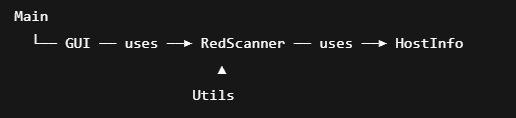 Main
└── GUI ── uses ──► RedScanner ── uses ──► HostInfo
▲
Utils